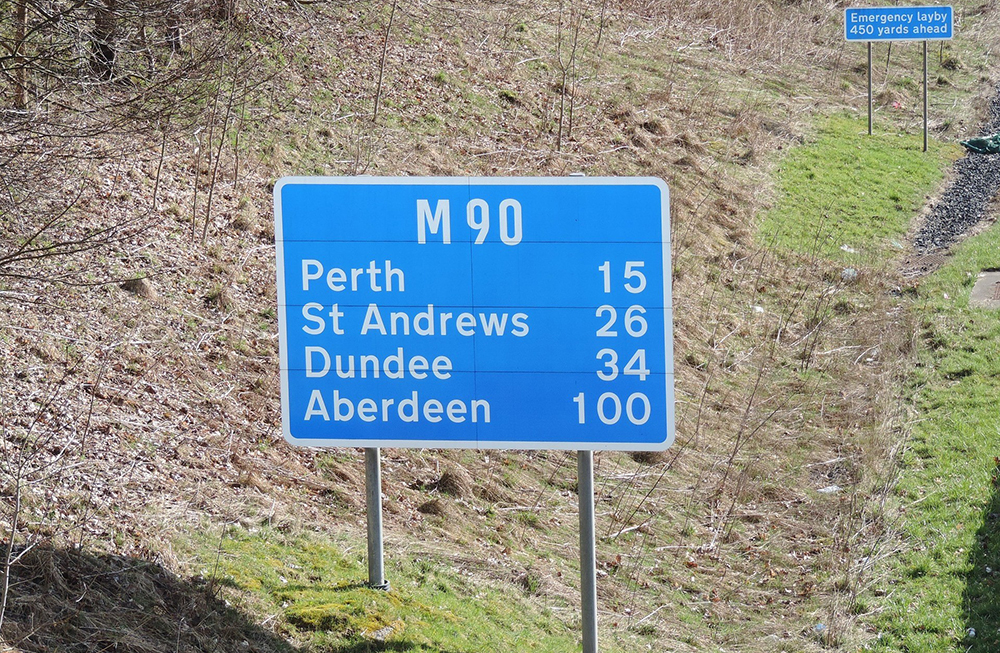 Emergency layby
450 yards ahead
M90
Perth 15
St Andrews 26
Dundee 34
Aberdeen 100